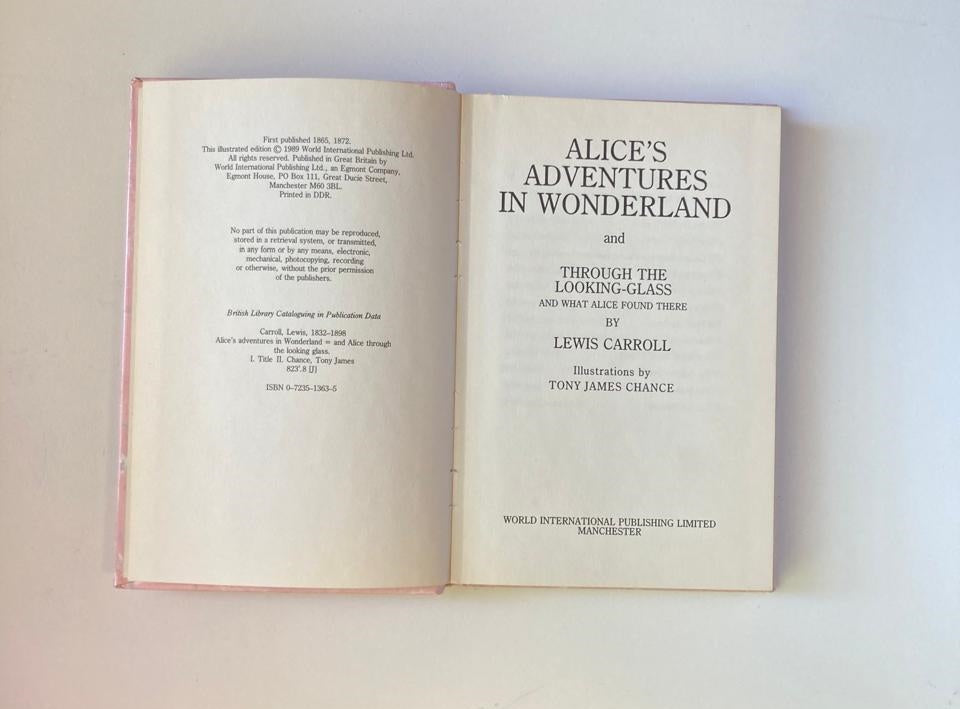 First published 1865, 1872.
This illustrated edition © 1989 World International Publishing Ltd.
All rights reserved. Published in Great Britain by
World International Publishing Ltd., an Egmont Company,
Egmont House, PO Box 111, Great Ducie Street,
Manchester M60 3BL.
Printed in DDR.
No part of this publication may be reproduced,
stored in a retrieval system, or transmitted,
in any form or by any means, electronic,
mechanical, photocopying, recording
or otherwise, without the prior permission
of the publishers.
British Library Cataloguing in Publication Data
Carroll, Lewis, 1832–1898
Alice's adventures in Wonderland = and Alice through
the looking glass.
I. Title II. Chance, Tony James
823'.8 [J]
ISBN 0–7235–1363–5
ALICE'S
ADVENTURES
IN WONDERLAND
and
THROUGH THE
LOOKING-GLASS
AND WHAT ALICE FOUND THERE
BY
LEWIS CARROLL
Illustrations by
TONY JAMES CHANCE
WORLD INTERNATIONAL PUBLISHING LIMITED
MANCHESTER